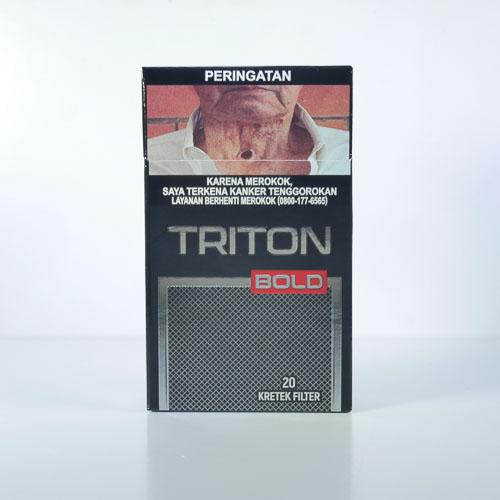 PERINGATAN
KARENA MEROKOK,
SAYA TERKENA KANKER TENGGOROKAN
LAYANAN BERHENTI MEROKOK (0800-177-6565)
TRITON
BOLD
20
KRETEK FILTER